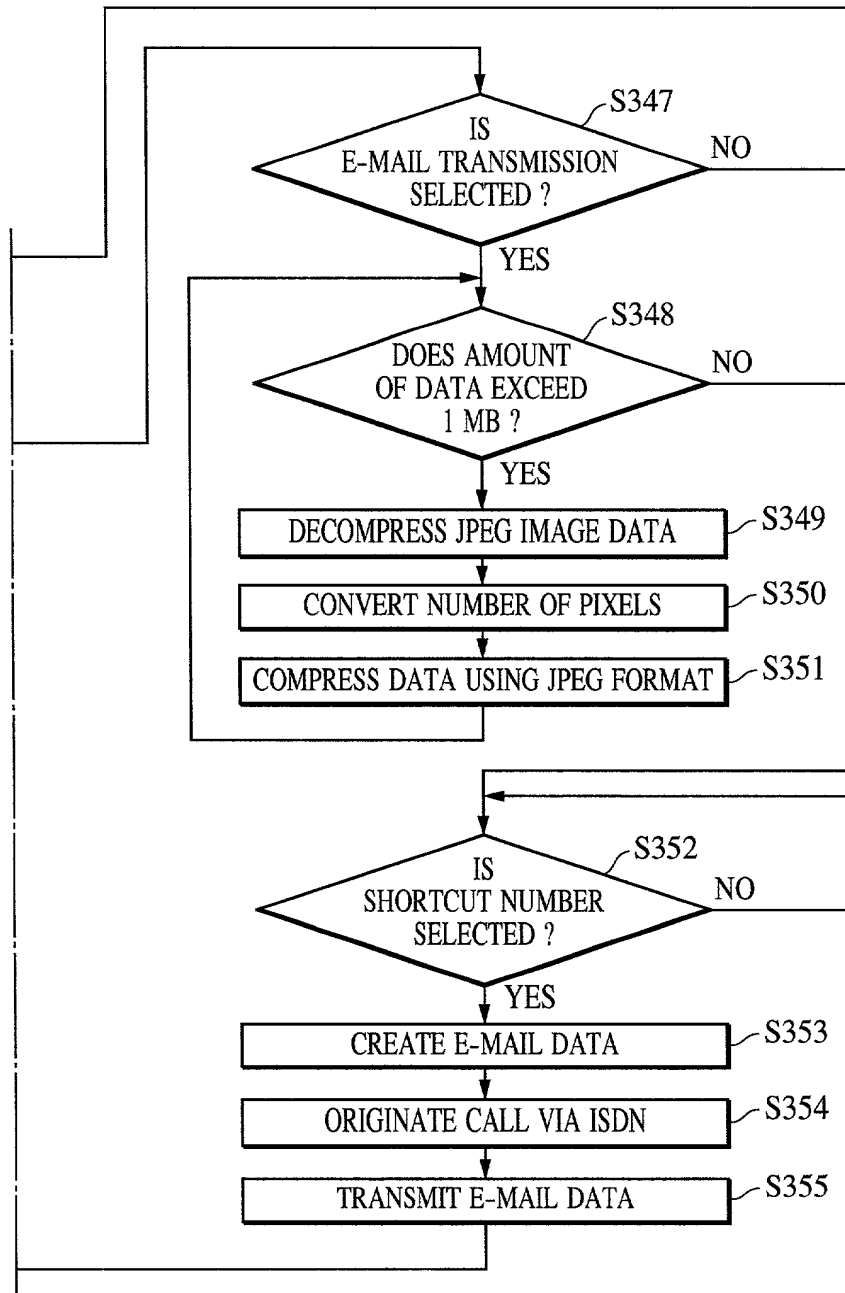 S347
IS
E-MAIL TRANSMISSION
SELECTED ?
NO
YES
S348
DOES AMOUNT
OF DATA EXCEED
1 MB ?
NO
YES
DECOMPRESS JPEG IMAGE DATA
S349
CONVERT NUMBER OF PIXELS
S350
COMPRESS DATA USING JPEG FORMAT
S351
S352
IS
SHORTCUT NUMBER
SELECTED ?
NO
YES
CREATE E-MAIL DATA
S353
ORIGINATE CALL VIA ISDN
S354
TRANSMIT E-MAIL DATA
S355